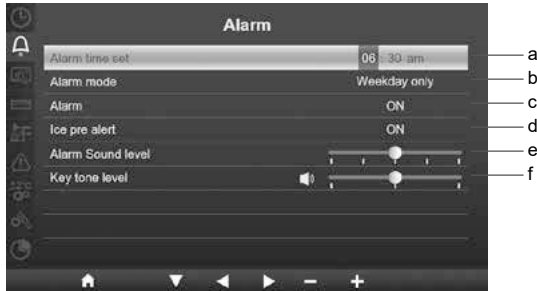 Alarm
Alarm time set 06 : 30 am a
Alarm mode Weekday only b
Alarm ON c
Ice pre alert ON d
Alarm Sound level e
Key tone level f